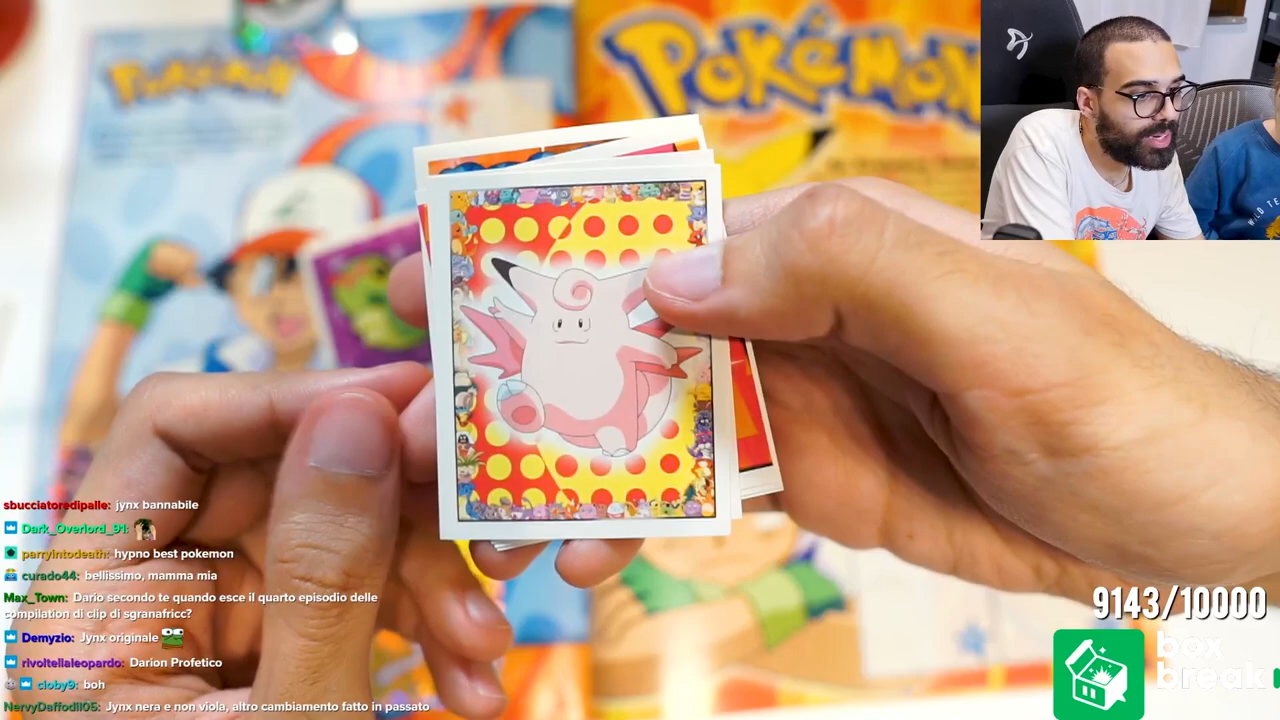 Pokémon
Pokémon
WILD TE
sbucciatoredipalle: jynx bannabile
Dark_Overlord_91:
parryintodeath: hypno best pokemon
curado44: bellissimo, mamma mia
Max_Town: Dario secondo te quando esce il quarto episodio delle
compilation di clip di sgranafricc?
Demyzio: Jynx originale
rivoltellaleopardo: Darion Profetico
cloby9: boh
NervyDaffodil05: Jynx nera e non viola, altro cambiamento fatto in passato
9143/10000
box
break